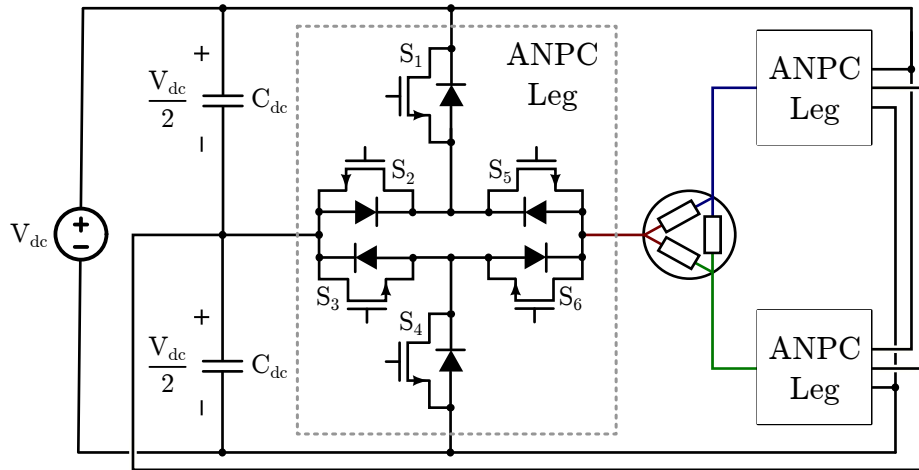 V_dc
+
−
+
V_dc/2
−
C_dc
+
V_dc/2
−
C_dc
ANPC
Leg
S_1
S_2
S_5
S_3
S_6
S_4
ANPC
Leg
ANPC
Leg